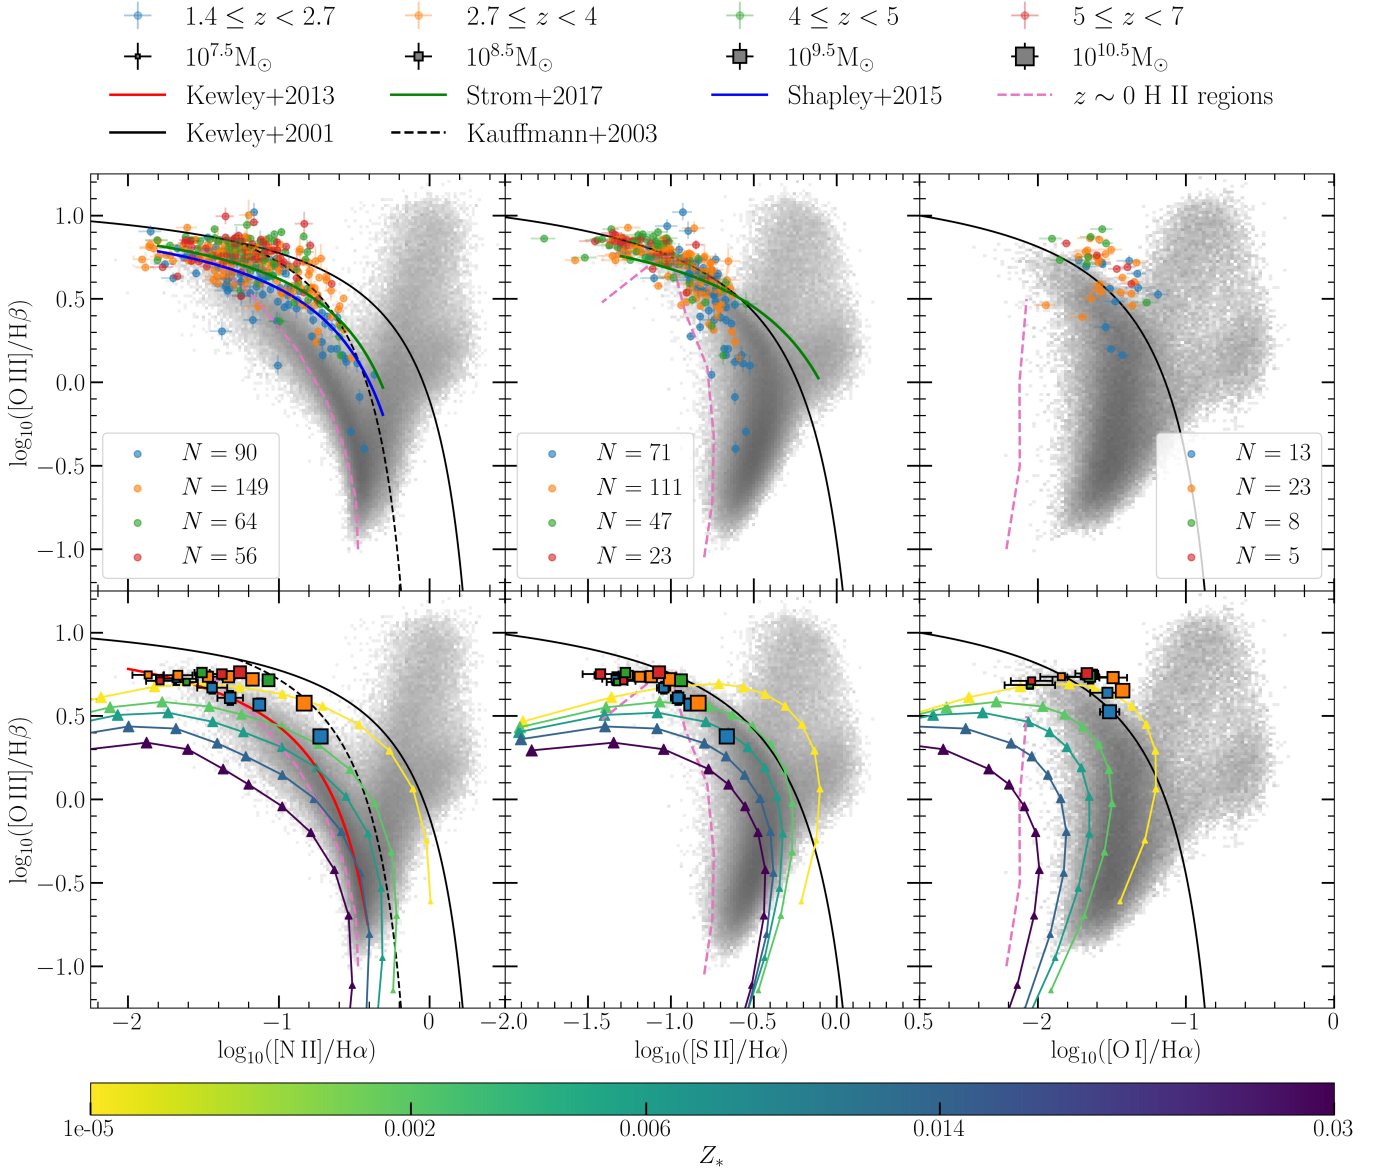 1.4 ≤ z < 2.7 2.7 ≤ z < 4 4 ≤ z < 5 5 ≤ z < 7
10^7.5 M⊙ 10^8.5 M⊙ 10^9.5 M⊙ 10^10.5 M⊙
Kewley+2013 Strom+2017 Shapley+2015 z ∼ 0 H II regions
Kewley+2001 Kauffmann+2003
log₁₀([O III]/Hβ)
1.0
0.5
0.0
−0.5
−1.0
N = 90
N = 149
N = 64
N = 56
N = 71
N = 111
N = 47
N = 23
N = 13
N = 23
N = 8
N = 5
log₁₀([O III]/Hβ)
1.0
0.5
0.0
−0.5
−1.0
−2 −1 0 −2.0 −1.5 −1.0 −0.5 0.0 0.5 −2 −1 0
log₁₀([N II]/Hα) log₁₀([S II]/Hα) log₁₀([O I]/Hα)
1e-05 0.002 0.006 0.014 0.03
Z*